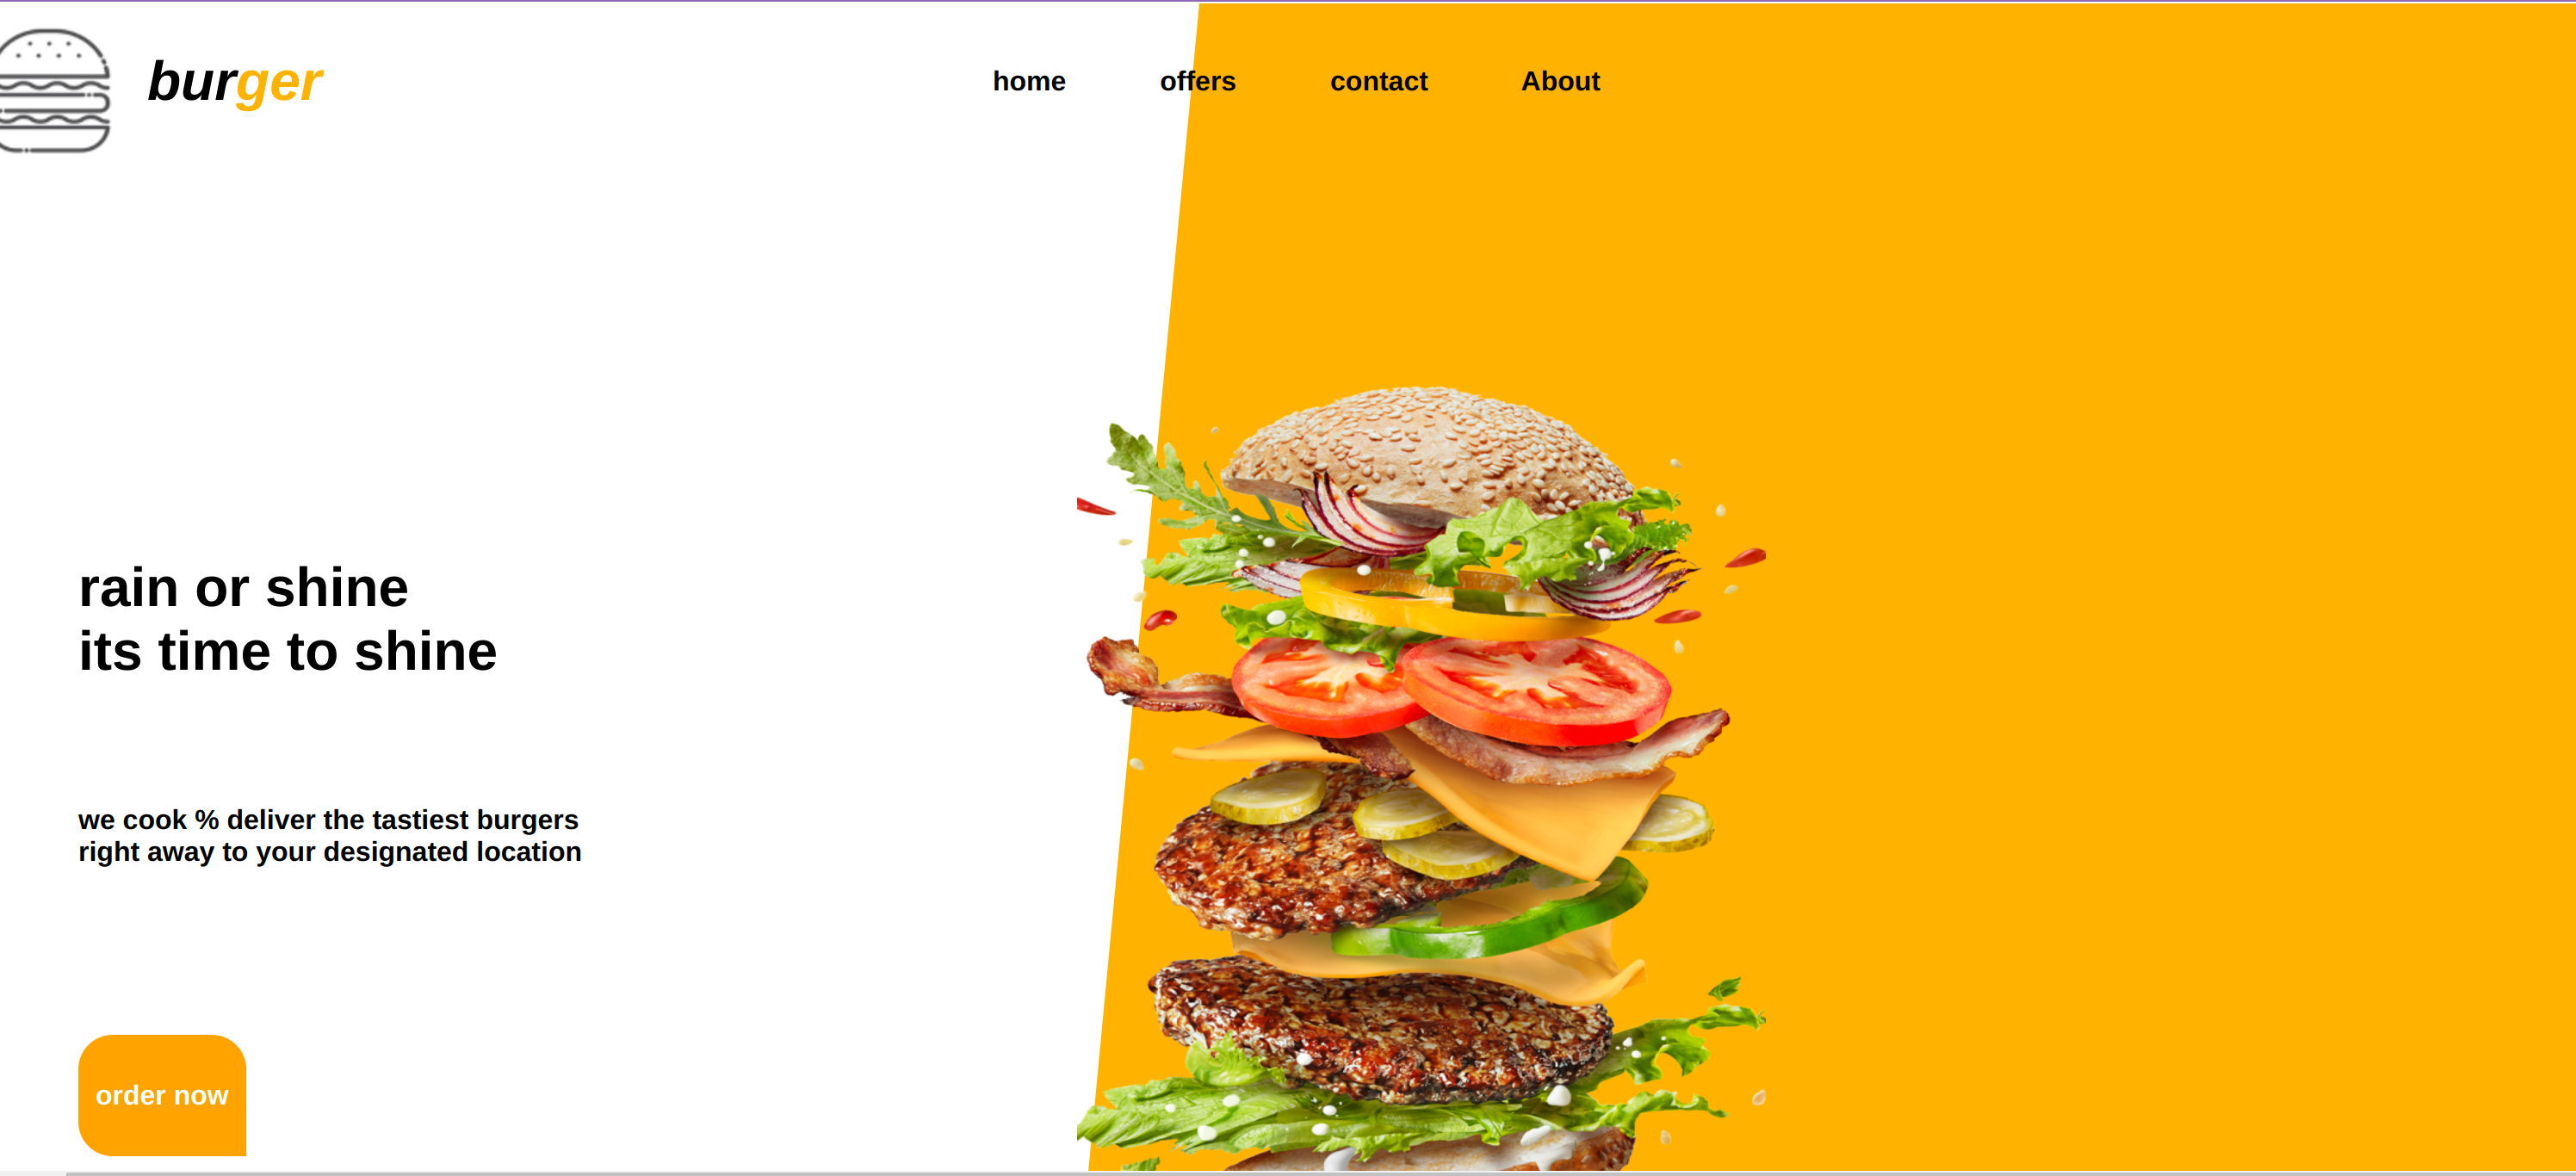 burger
home offers contact About
rain or shine
its time to shine
we cook % deliver the tastiest burgers
right away to your designated location
order now